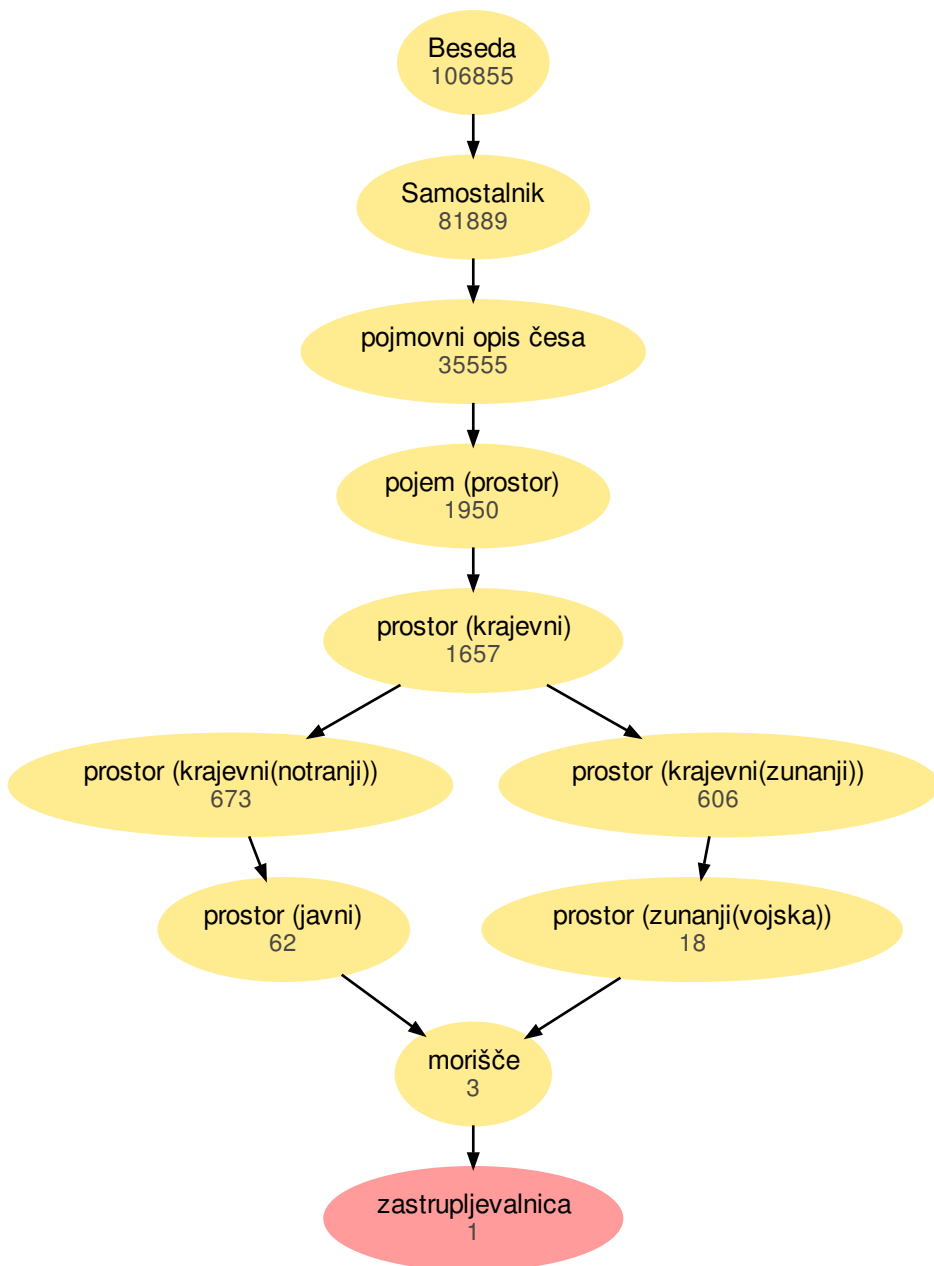 Beseda
106855
Samostalnik
81889
pojmovni opis česa
35555
pojem (prostor)
1950
prostor (krajevni)
1657
prostor (krajevni(notranji))
673
prostor (krajevni(zunanji))
606
prostor (javni)
62
prostor (zunanji(vojska))
18
morišče
3
zastrupljevalnica
1